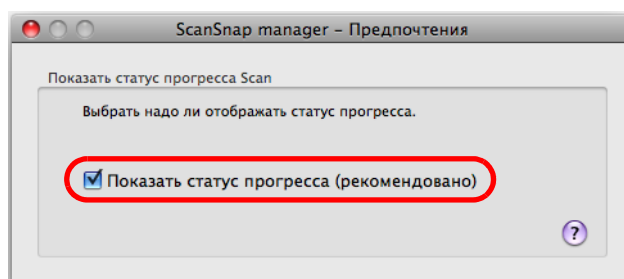 ScanSnap manager – Предпочтения
Показать статус прогресса Scan
Выбрать надо ли отображать статус прогресса.
Показать статус прогресса (рекомендовано)
?